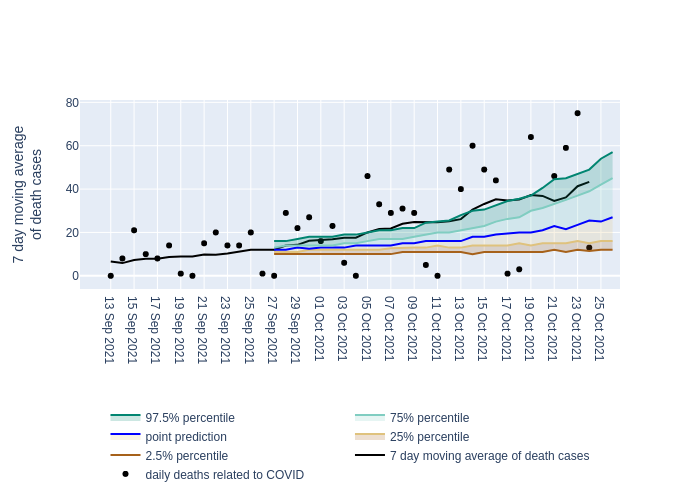 7 day moving average
of death cases
80
60
40
20
0
13 Sep 2021
15 Sep 2021
17 Sep 2021
19 Sep 2021
21 Sep 2021
23 Sep 2021
25 Sep 2021
27 Sep 2021
29 Sep 2021
01 Oct 2021
03 Oct 2021
05 Oct 2021
07 Oct 2021
09 Oct 2021
11 Oct 2021
13 Oct 2021
15 Oct 2021
17 Oct 2021
19 Oct 2021
21 Oct 2021
23 Oct 2021
25 Oct 2021
97.5% percentile
75% percentile
point prediction
25% percentile
2.5% percentile
7 day moving average of death cases
daily deaths related to COVID